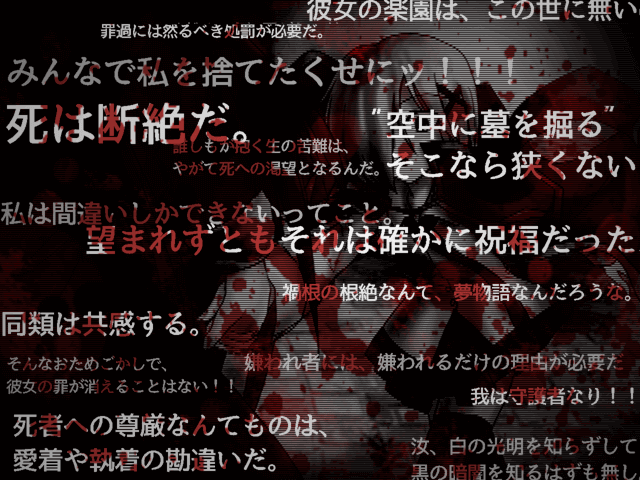 彼女の楽園は、この世に無い
罪過には然るべき処罰が必要だ。
みんなで私を捨てたくせにッ！！！
死は断絶だ。
"空中に墓を掘る"
誰しもが抱く生の苦難は、
やがて死への渇望となるんだ。
そこなら狭くない
私は間違いしかできないってこと。
望まれずともそれは確かに祝福だった
禍根の根絶なんて、夢物語なんだろうな。
同類は共感する。
そんなおためごかしで、
彼女の罪が消えることはない！！
嫌われ者には、嫌われるだけの理由が必要だ
我は守護者なり！！
死者への尊厳なんてものは、
愛着や執着の勘違いだ。
汝、白の光明を知らずして
黒の暗闇を知るはずも無し